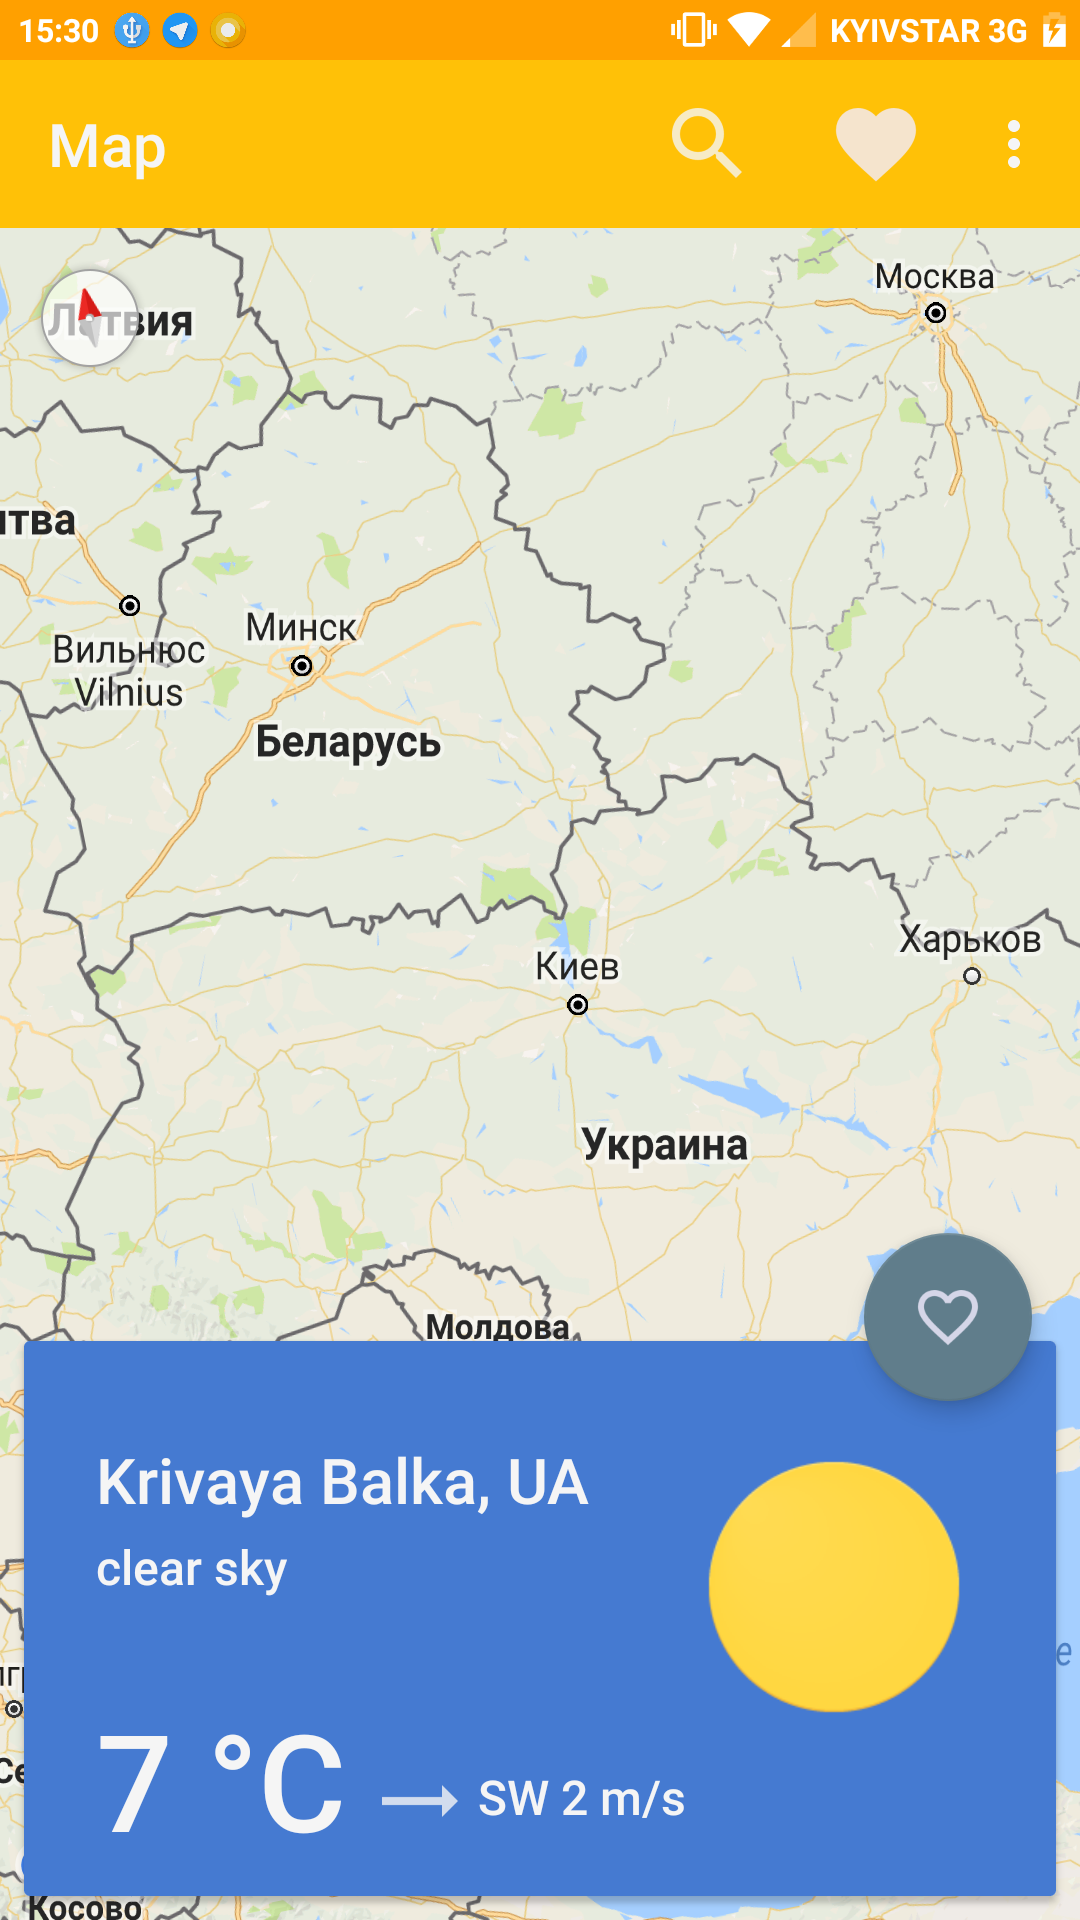 15:30
KYIVSTAR 3G
Map
Москва
Латвия
Вильнюс
Vilnius
Минск
Беларусь
Харьков
Киев
Украина
Молдова
Krivaya Balka, UA
clear sky
7 °C
SW 2 m/s
Косово